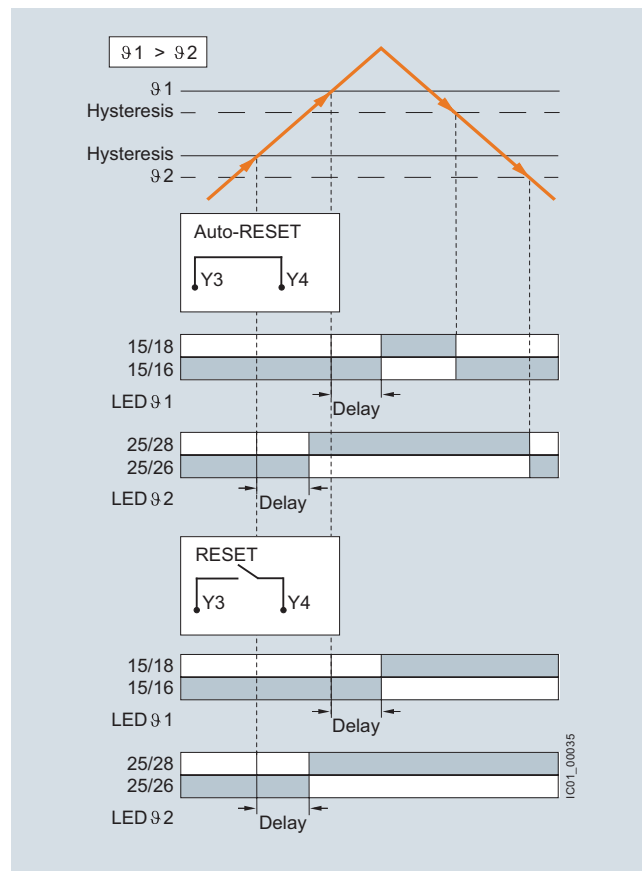 ϑ1 > ϑ2
ϑ1
Hysteresis
Hysteresis
ϑ2
Auto-RESET
Y3 Y4
15/18
15/16
LED ϑ1
Delay
25/28
25/26
LED ϑ2
Delay
RESET
Y3 Y4
15/18
15/16
LED ϑ1
Delay
25/28
25/26
LED ϑ2
Delay
IC01_00035